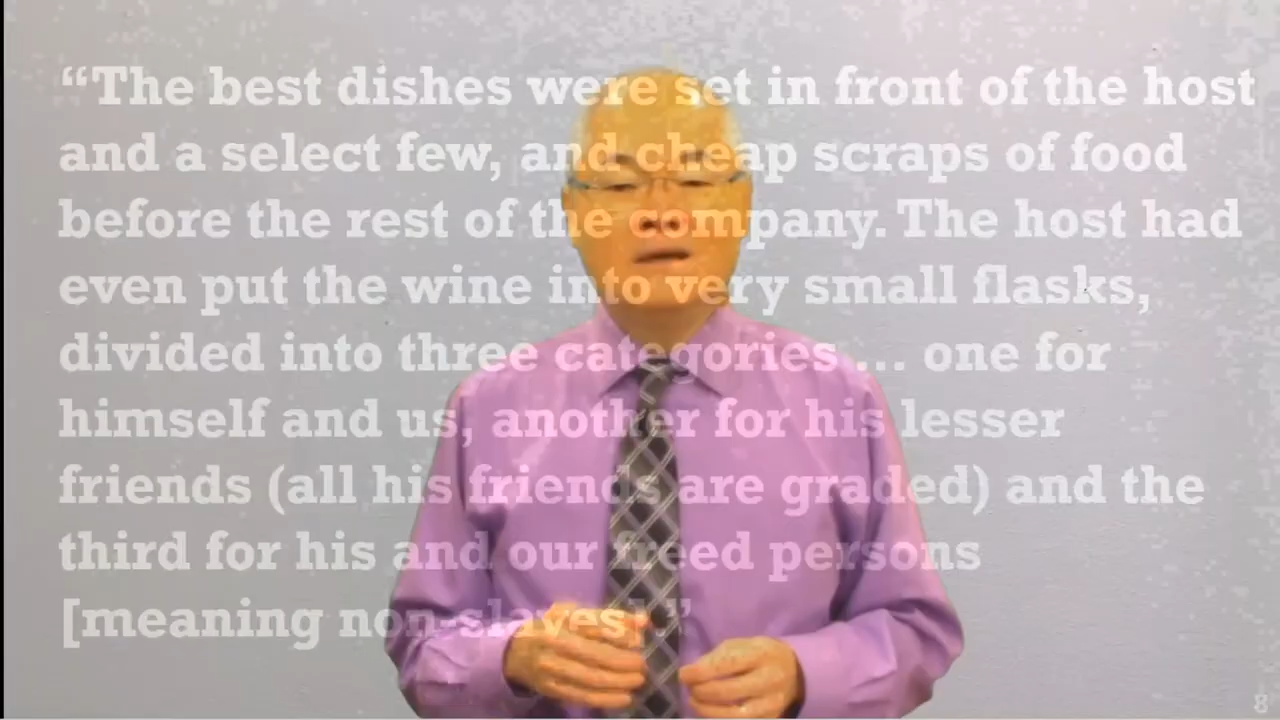 “The best dishes were set in front of the host
and a select few, and cheap scraps of food
before the rest of the company. The host had
even put the wine into very small flasks,
divided into three categories … one for
himself and us, another for his lesser
friends (all his friends are graded) and the
third for his and our freed persons
[meaning non-slaves].”
8